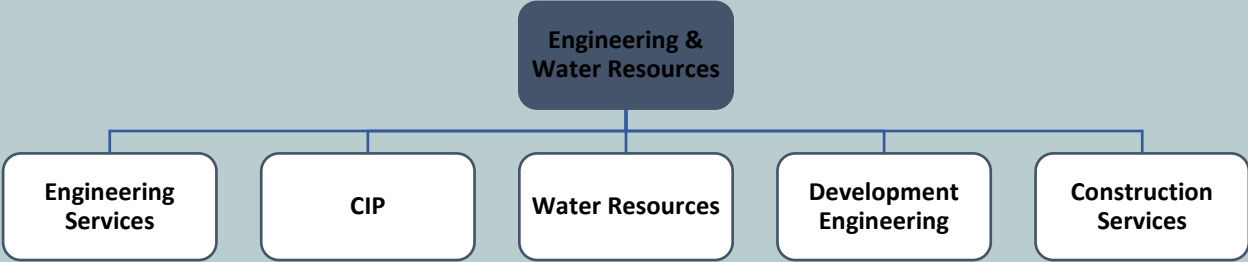 Engineering &
Water Resources
Engineering
Services
CIP
Water Resources
Development
Engineering
Construction
Services